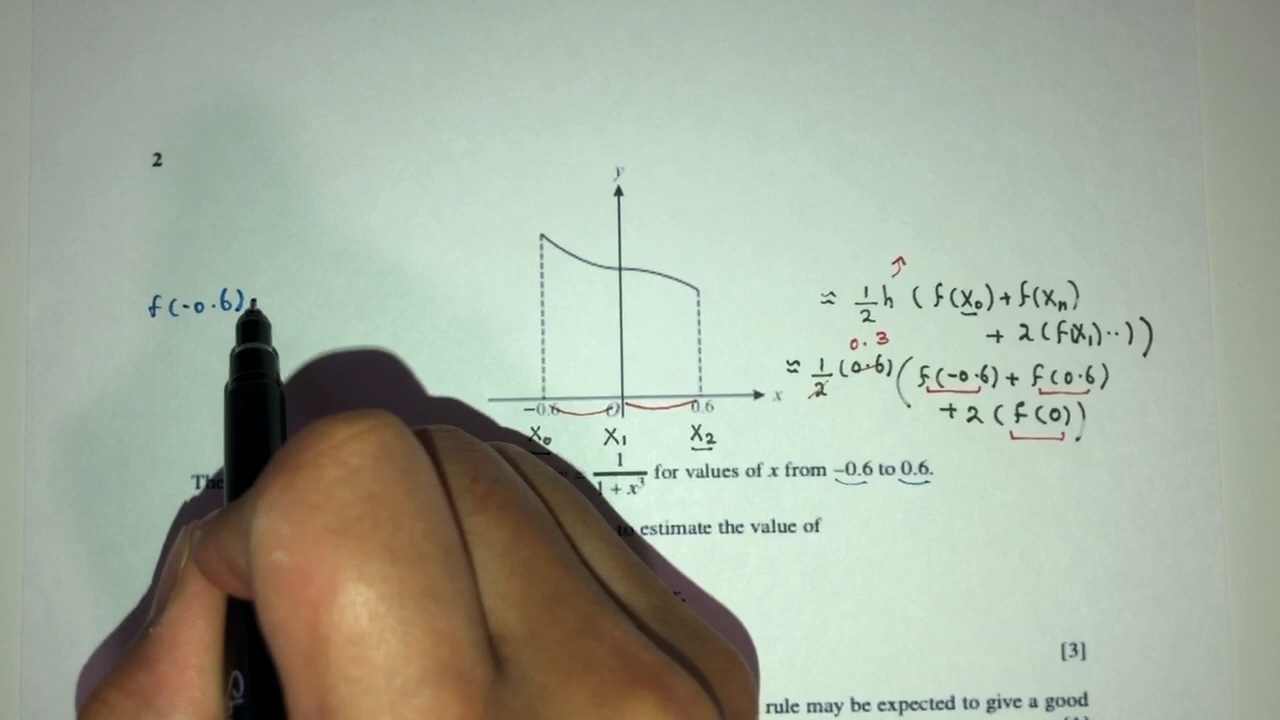 2
y
≈ 1/2 h (f(x₀)+f(xₙ)
+ 2(f(x₁)··))
0.3
≈ 1/2 (0.6)(f(-0.6)+f(0.6)
+2(f(0))
f(-0.6)
x
−0.6 O 0.6
X₀ X₁ X₂
The = 1/(1 + x³) for values of x from −0.6 to 0.6.
to estimate the value of
[3]
rule may be expected to give a good